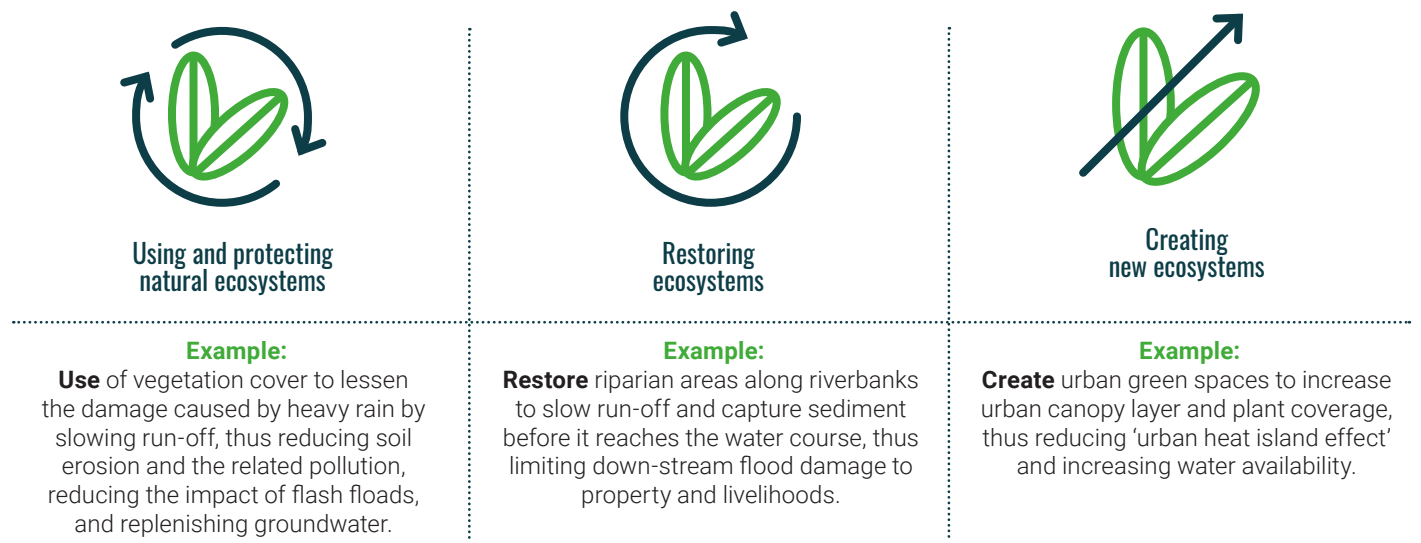 Using and protecting
natural ecosystems
Example:
Use of vegetation cover to lessen
the damage caused by heavy rain by
slowing run-off, thus reducing soil
erosion and the related pollution,
reducing the impact of flash floads,
and replenishing groundwater.
Restoring
ecosystems
Example:
Restore riparian areas along riverbanks
to slow run-off and capture sediment
before it reaches the water course, thus
limiting down-stream flood damage to
property and livelihoods.
Creating
new ecosystems
Example:
Create urban green spaces to increase
urban canopy layer and plant coverage,
thus reducing ‘urban heat island effect’
and increasing water availability.